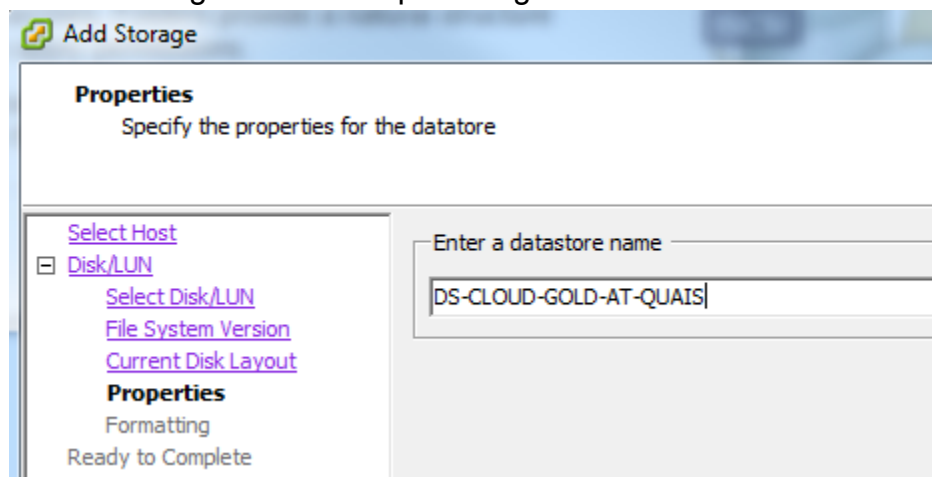 Add Storage
Properties
Specify the properties for the datatore
Select Host
Disk/LUN
Select Disk/LUN
File System Version
Current Disk Layout
Properties
Formatting
Ready to Complete
Enter a datastore name
DS-CLOUD-GOLD-AT-QUAIS